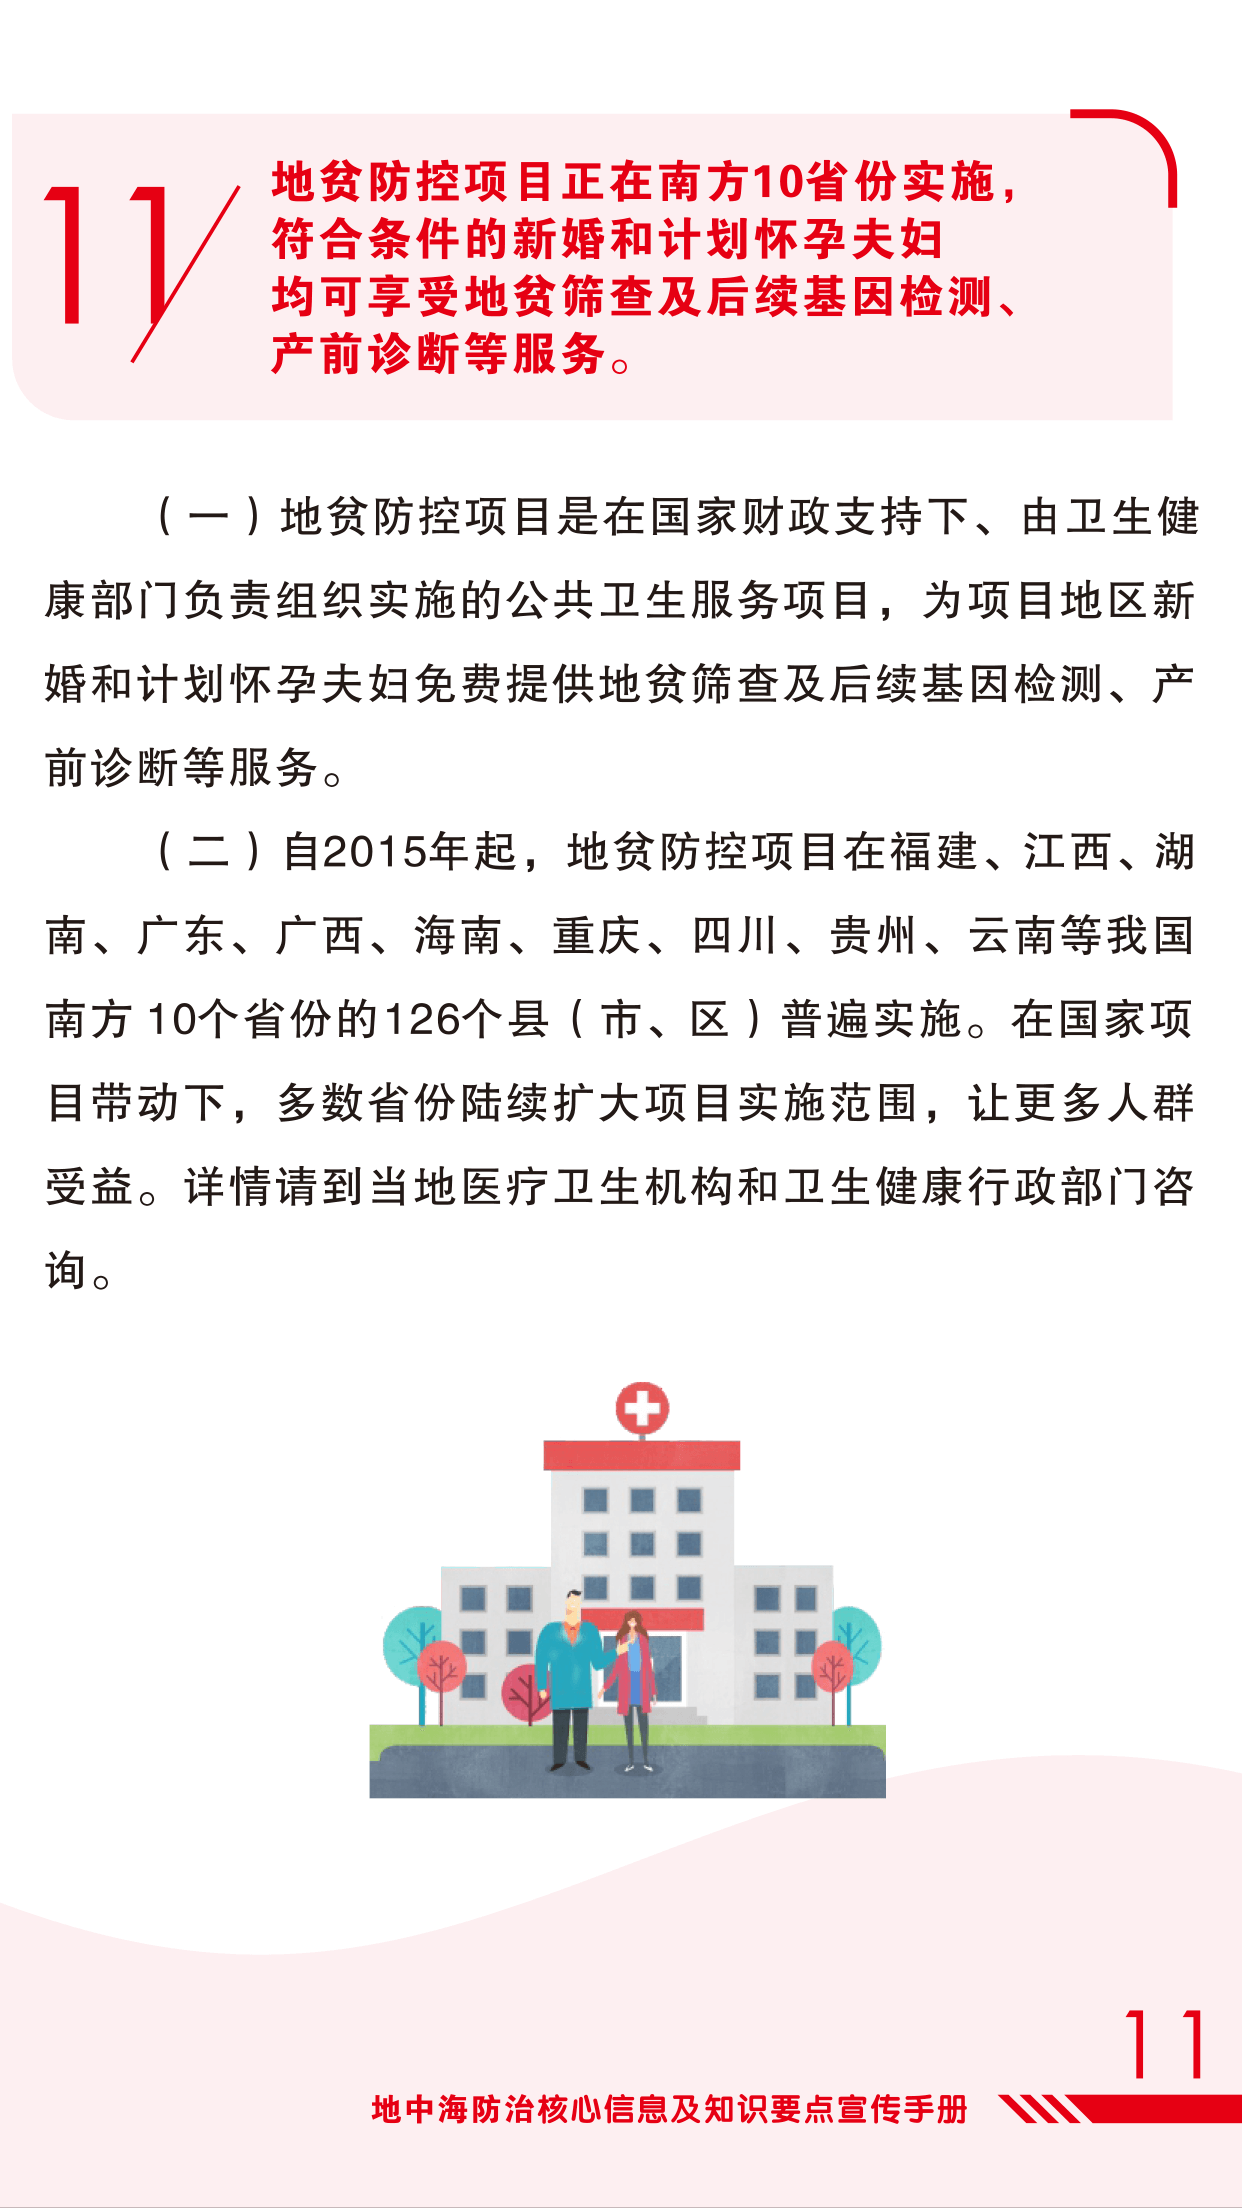 11
地贫防控项目正在南方10省份实施，
符合条件的新婚和计划怀孕夫妇
均可享受地贫筛查及后续基因检测、
产前诊断等服务。
（一）地贫防控项目是在国家财政支持下、由卫生健
康部门负责组织实施的公共卫生服务项目，为项目地区新
婚和计划怀孕夫妇免费提供地贫筛查及后续基因检测、产
前诊断等服务。
（二）自2015年起，地贫防控项目在福建、江西、湖
南、广东、广西、海南、重庆、四川、贵州、云南等我国
南方 10个省份的126个县（市、区）普遍实施。在国家项
目带动下，多数省份陆续扩大项目实施范围，让更多人群
受益。详情请到当地医疗卫生机构和卫生健康行政部门咨
询。
11
地中海防治核心信息及知识要点宣传手册